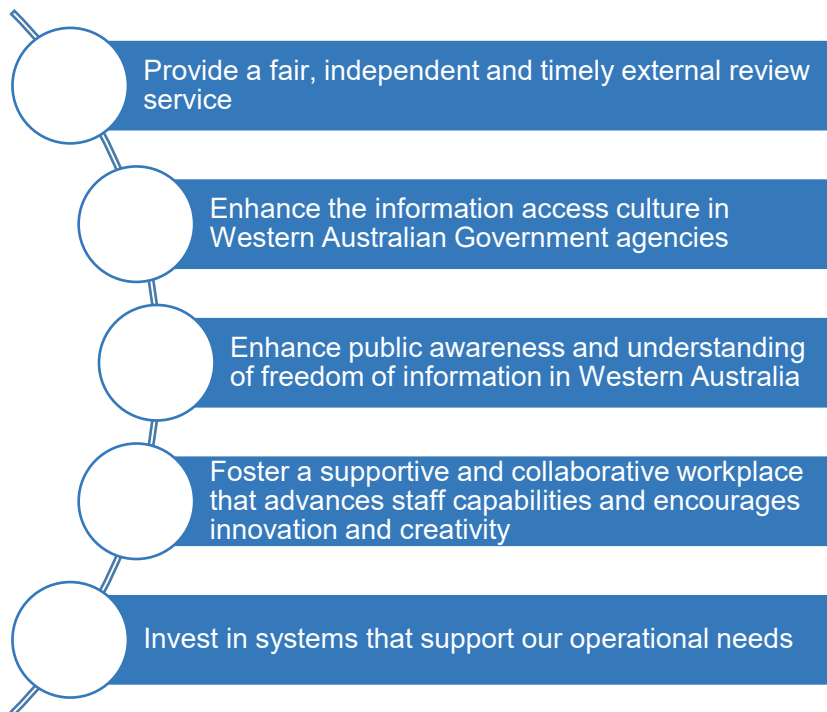 Provide a fair, independent and timely external review
service
Enhance the information access culture in
Western Australian Government agencies
Enhance public awareness and understanding
of freedom of information in Western Australia
Foster a supportive and collaborative workplace
that advances staff capabilities and encourages
innovation and creativity
Invest in systems that support our operational needs